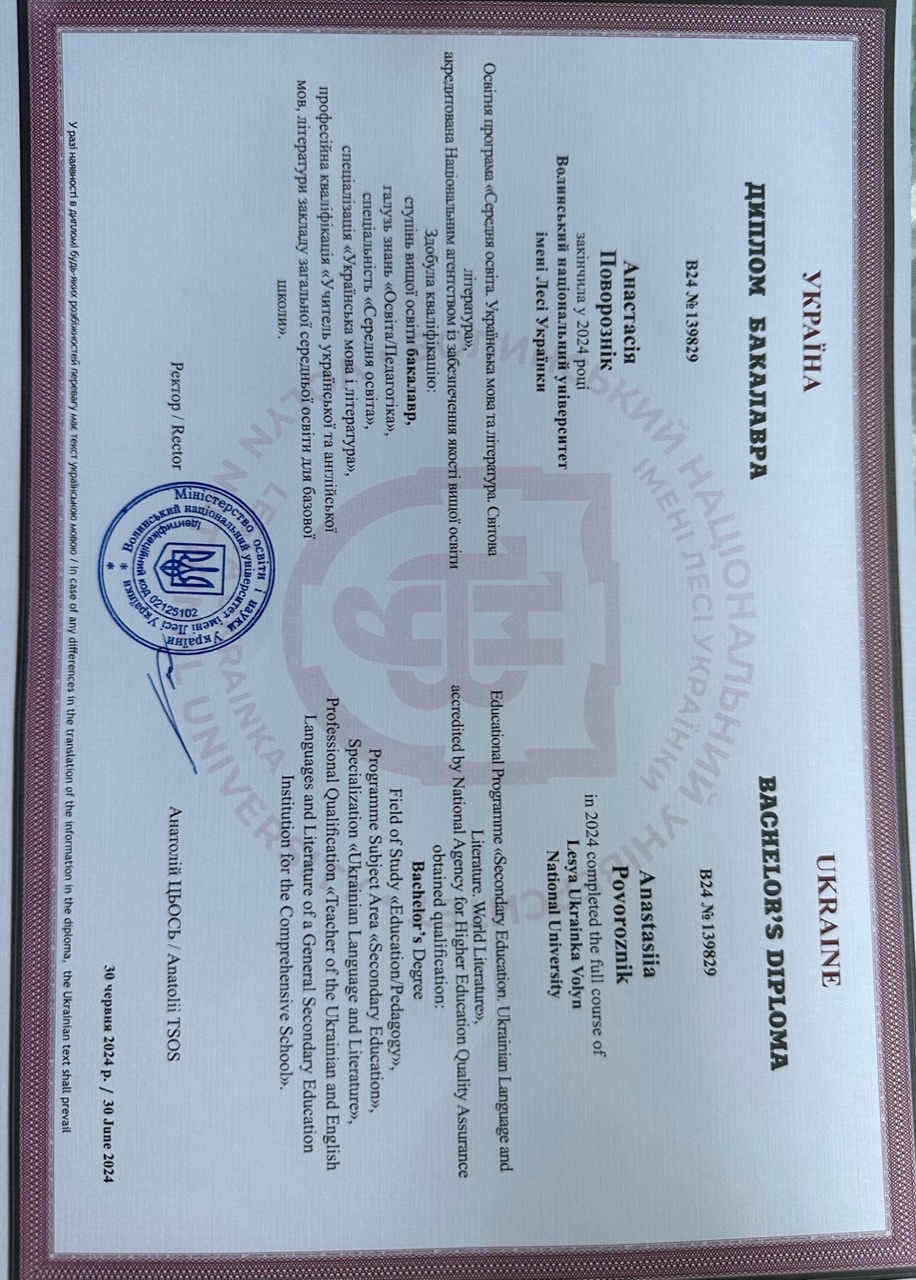 УКРАЇНА
ДИПЛОМ БАКАЛАВРА
В24 № 139829
Анастасія
Поворознік
закінчила у 2024 році
Волинський національний університет
імені Лесі Українки
Освітня програма «Середня освіта. Українська мова та література. Світова
література»,
акредитована Національним агентством із забезпечення якості вищої освіти
Здобула кваліфікацію:
ступінь вищої освіти бакалавр,
галузь знань «Освіта/Педагогіка»,
спеціальність «Середня освіта»,
спеціалізація «Українська мова і література»,
професійна кваліфікація «Учитель української та англійської
мов, літератури закладу загальної середньої освіти для базової
школи».
UKRAINE
BACHELOR'S DIPLOMA
B24 № 139829
Anastasiia
Povoroznik
in 2024 completed the full course of
Lesya Ukrainka Volyn
National University
Educational Programme «Secondary Education. Ukrainian Language and
Literature. World Literature»,
accredited by National Agency for Higher Education Quality Assurance
obtained qualification:
Bachelor's Degree
Field of Study «Education/Pedagogy»,
Programme Subject Area «Secondary Education»,
Specialization «Ukrainian Language and Literature»,
Professional Qualification «Teacher of the Ukrainian and English
Languages and Literature of a General Secondary Education
Institution for the Comprehensive School».
Ректор / Rector
Міністерство освіти і науки України
Волинський національний університет імені Лесі Українки
Ідентифікаційний код 02125102
Анатолій ЦЬОСЬ / Anatolii TSOS
30 червня 2024 р. / 30 June 2024
У разі наявності в дипломі будь-яких розбіжностей перевагу має текст українською мовою / In case of any differences in the translation of the information in the diploma, the Ukrainian text shall prevail